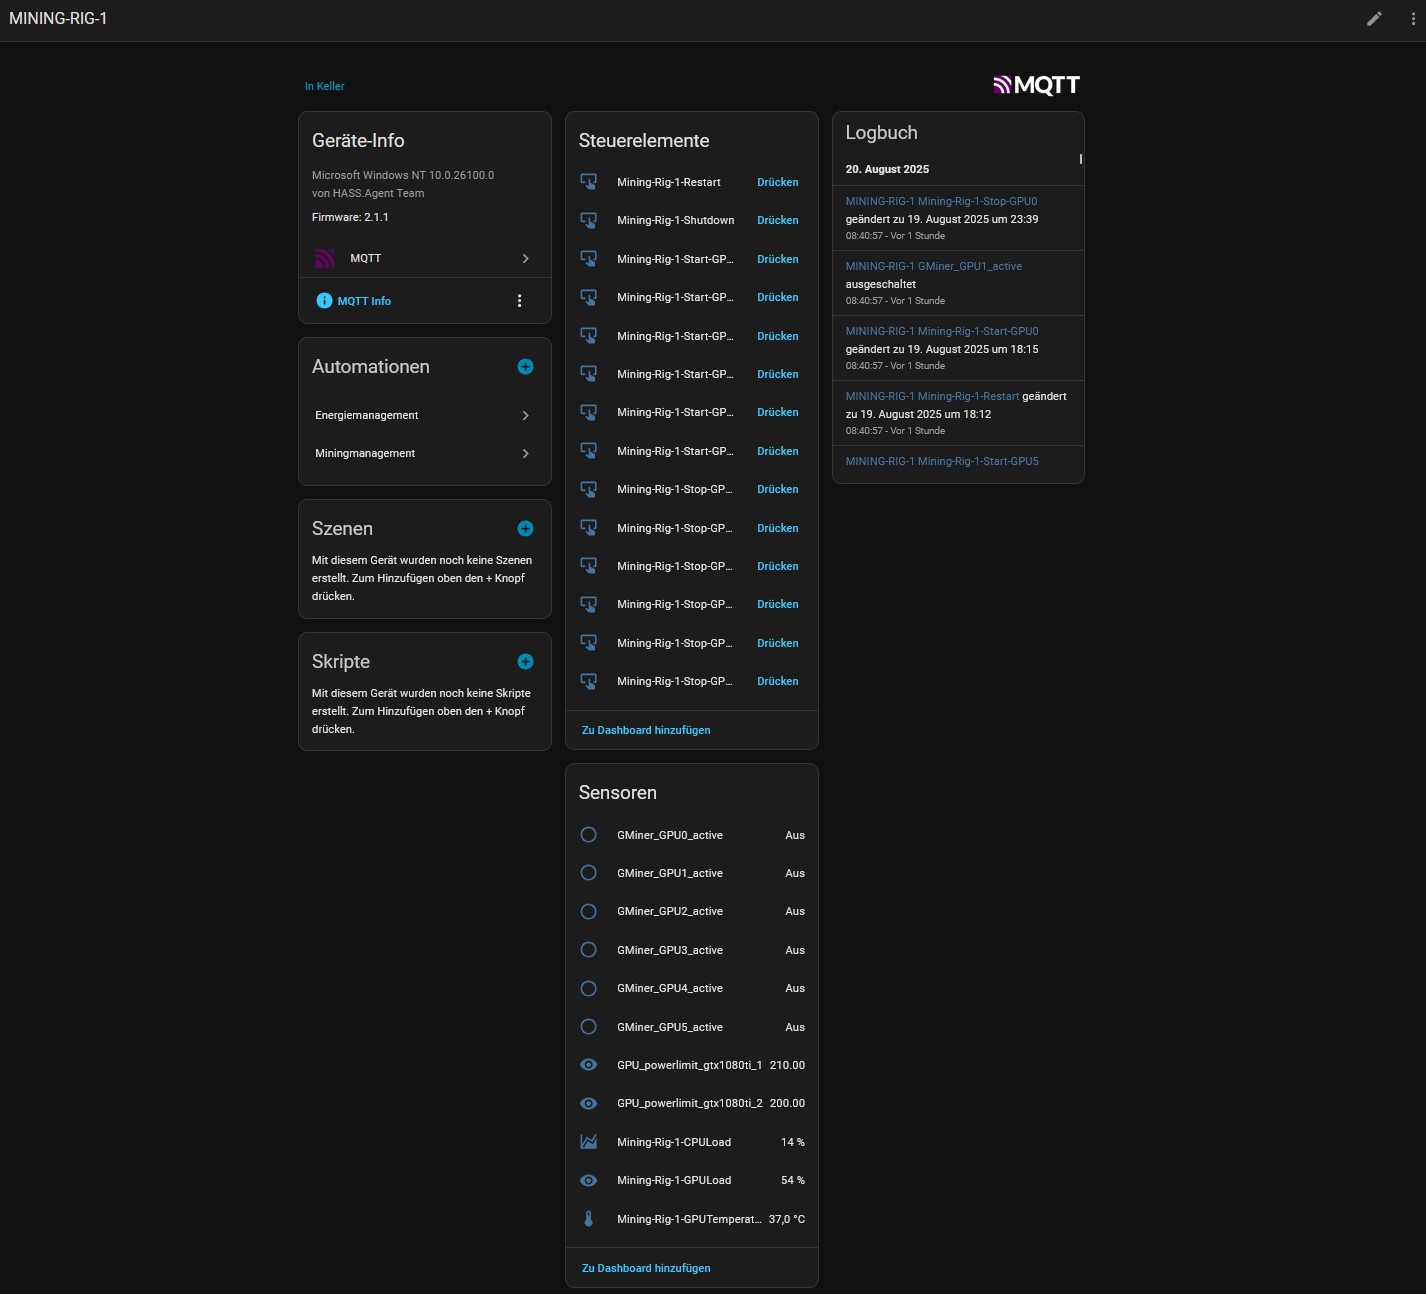 MINING-RIG-1
In Keller
MQTT
Geräte-Info
Microsoft Windows NT 10.0.26100.0
von HASS.Agent Team
Firmware: 2.1.1
MQTT
MQTT Info
Automationen
Energiemanagement
Miningmanagement
Szenen
Mit diesem Gerät wurden noch keine Szenen
erstellt. Zum Hinzufügen oben den + Knopf
drücken.
Skripte
Mit diesem Gerät wurden noch keine Skripte
erstellt. Zum Hinzufügen oben den + Knopf
drücken.
Steuerelemente
Mining-Rig-1-Restart Drücken
Mining-Rig-1-Shutdown Drücken
Mining-Rig-1-Start-GP... Drücken
Mining-Rig-1-Start-GP... Drücken
Mining-Rig-1-Start-GP... Drücken
Mining-Rig-1-Start-GP... Drücken
Mining-Rig-1-Start-GP... Drücken
Mining-Rig-1-Start-GP... Drücken
Mining-Rig-1-Stop-GP... Drücken
Mining-Rig-1-Stop-GP... Drücken
Mining-Rig-1-Stop-GP... Drücken
Mining-Rig-1-Stop-GP... Drücken
Mining-Rig-1-Stop-GP... Drücken
Mining-Rig-1-Stop-GP... Drücken
Zu Dashboard hinzufügen
Sensoren
GMiner_GPU0_active Aus
GMiner_GPU1_active Aus
GMiner_GPU2_active Aus
GMiner_GPU3_active Aus
GMiner_GPU4_active Aus
GMiner_GPU5_active Aus
GPU_powerlimit_gtx1080ti_1 210.00
GPU_powerlimit_gtx1080ti_2 200.00
Mining-Rig-1-CPULoad 14 %
Mining-Rig-1-GPULoad 54 %
Mining-Rig-1-GPUTemperat... 37,0 °C
Zu Dashboard hinzufügen
Logbuch
20. August 2025
MINING-RIG-1 Mining-Rig-1-Stop-GPU0
geändert zu 19. August 2025 um 23:39
08:40:57 - Vor 1 Stunde
MINING-RIG-1 GMiner_GPU1_active
ausgeschaltet
08:40:57 - Vor 1 Stunde
MINING-RIG-1 Mining-Rig-1-Start-GPU0
geändert zu 19. August 2025 um 18:15
08:40:57 - Vor 1 Stunde
MINING-RIG-1 Mining-Rig-1-Restart geändert
zu 19. August 2025 um 18:12
08:40:57 - Vor 1 Stunde
MINING-RIG-1 Mining-Rig-1-Start-GPU5